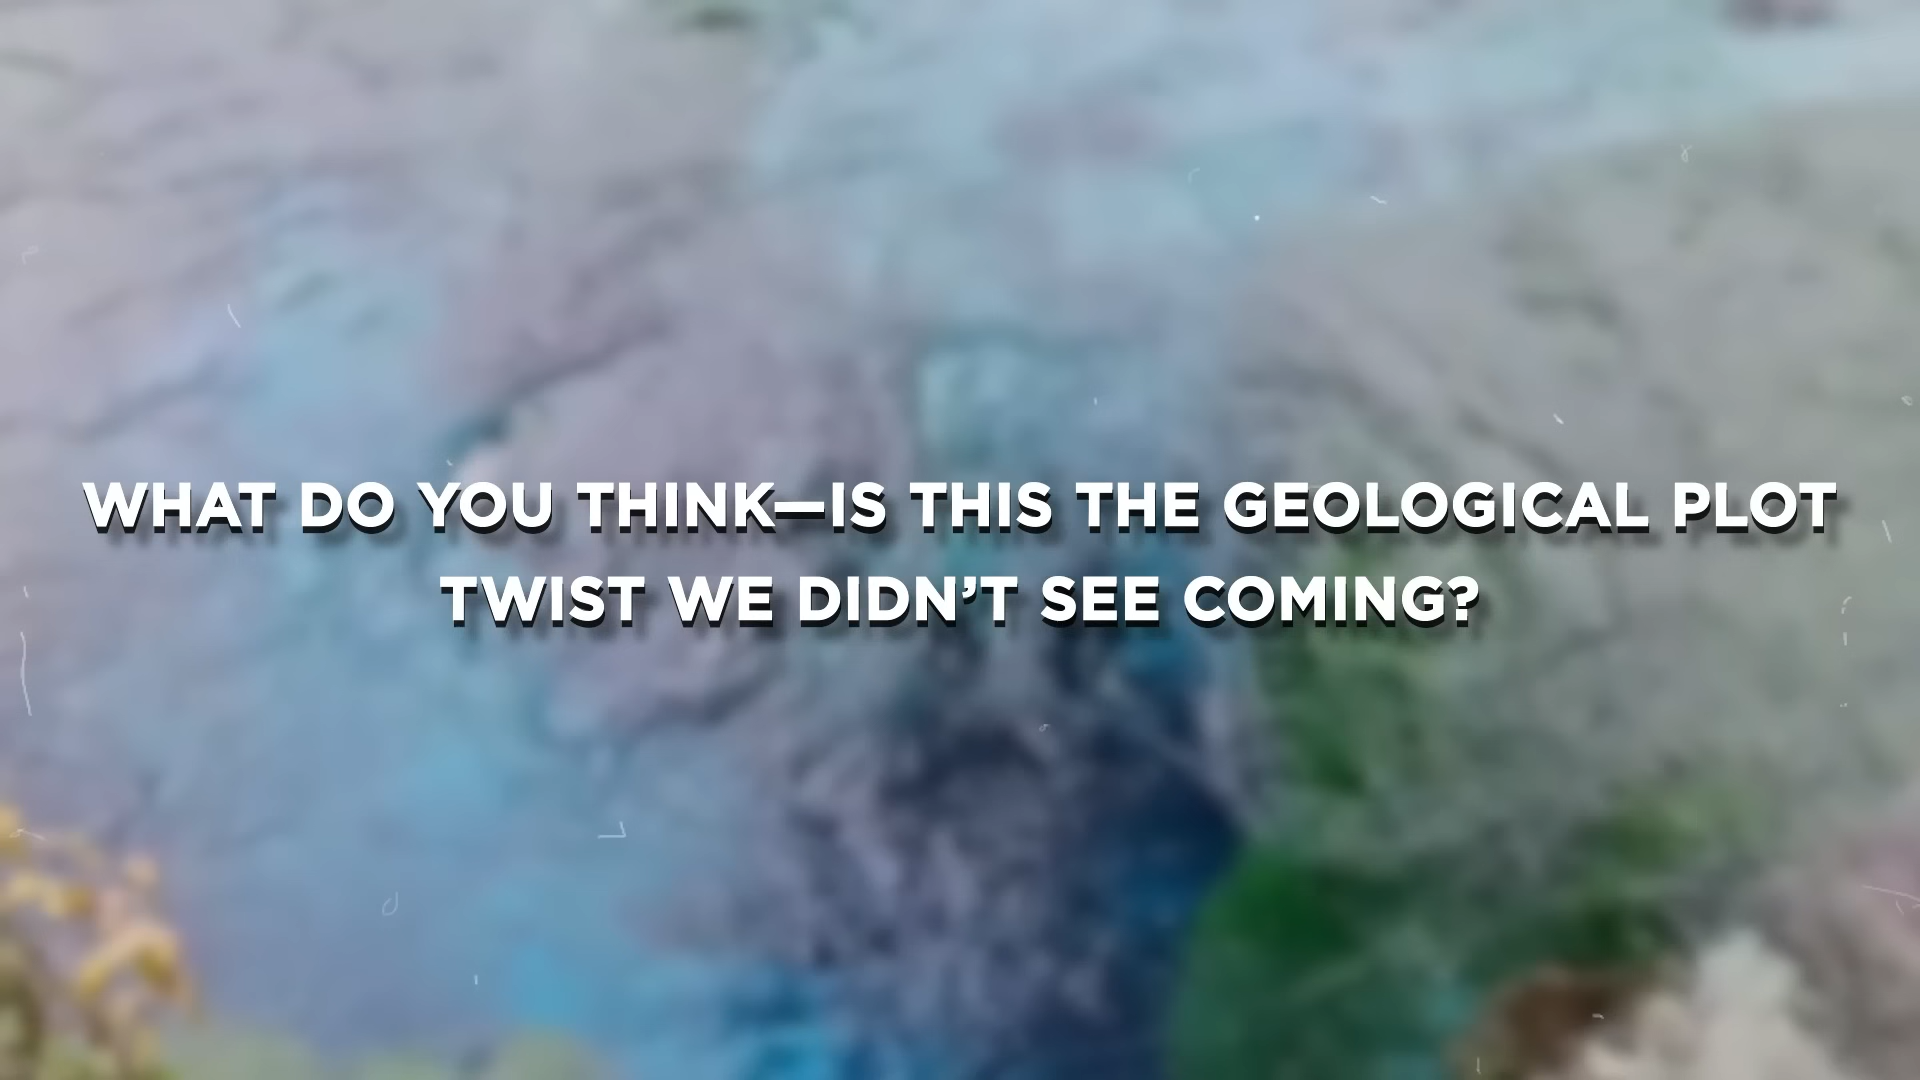 WHAT DO YOU THINK—IS THIS THE GEOLOGICAL PLOT
TWIST WE DIDN’T SEE COMING?